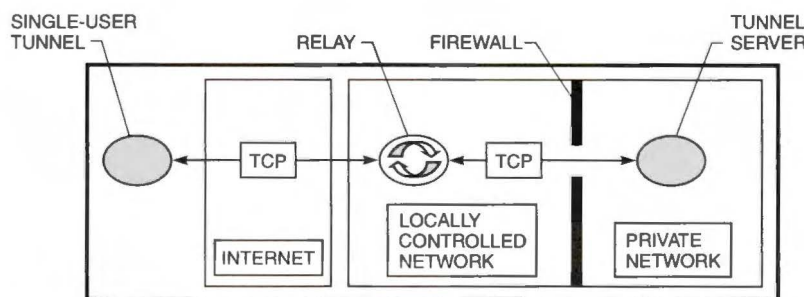 SINGLE-USER
TUNNEL
RELAY
FIREWALL
TUNNEL
SERVER
TCP
TCP
INTERNET
LOCALLY
CONTROLLED
NETWORK
PRIVATE
NETWORK